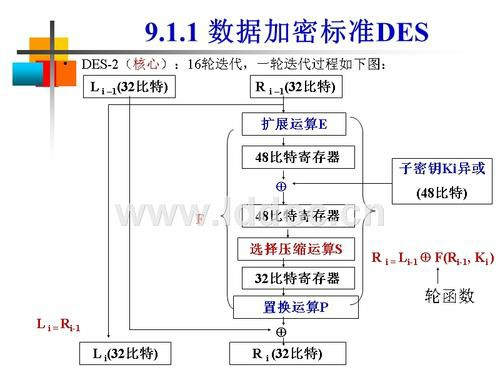 9.1.1 数据加密标准DES
DES-2（核心）：16轮迭代，一轮迭代过程如下图：
L i-1(32比特)
R i-1(32比特)
扩展运算E
48比特寄存器
⊕
子密钥Ki异或
(48比特)
48比特寄存器
F
www.lddoc.cn
选择压缩运算S
R i = Li-1 ⊕ F(Ri-1, Ki)
32比特寄存器
轮函数
置换运算P
L i = Ri-1
⊕
L i(32比特)
R i(32比特)